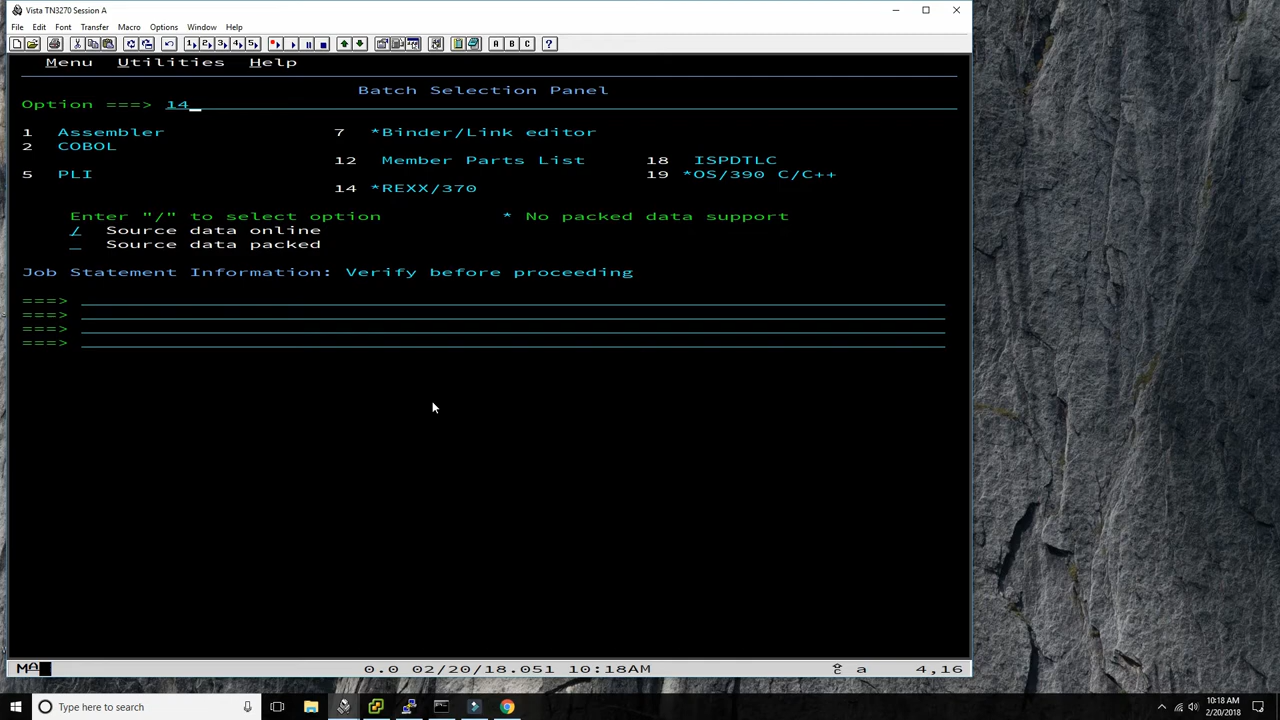 Vista TN3270 Session A
File Edit Font Transfer Macro Options Window Help
A B C ?
Menu Utilities Help
Batch Selection Panel
Option ===> 14_
1 Assembler 7 *Binder/Link editor
2 COBOL
12 Member Parts List 18 ISPDTLC
5 PLI 19 *OS/390 C/C++
14 *REXX/370
Enter "/" to select option * No packed data support
/ Source data online
_ Source data packed
Job Statement Information: Verify before proceeding
===>
===>
===>
===>
MA 0.0 02/20/18.051 10:18AM a 4,16
Type here to search
10:18 AM
2/20/2018